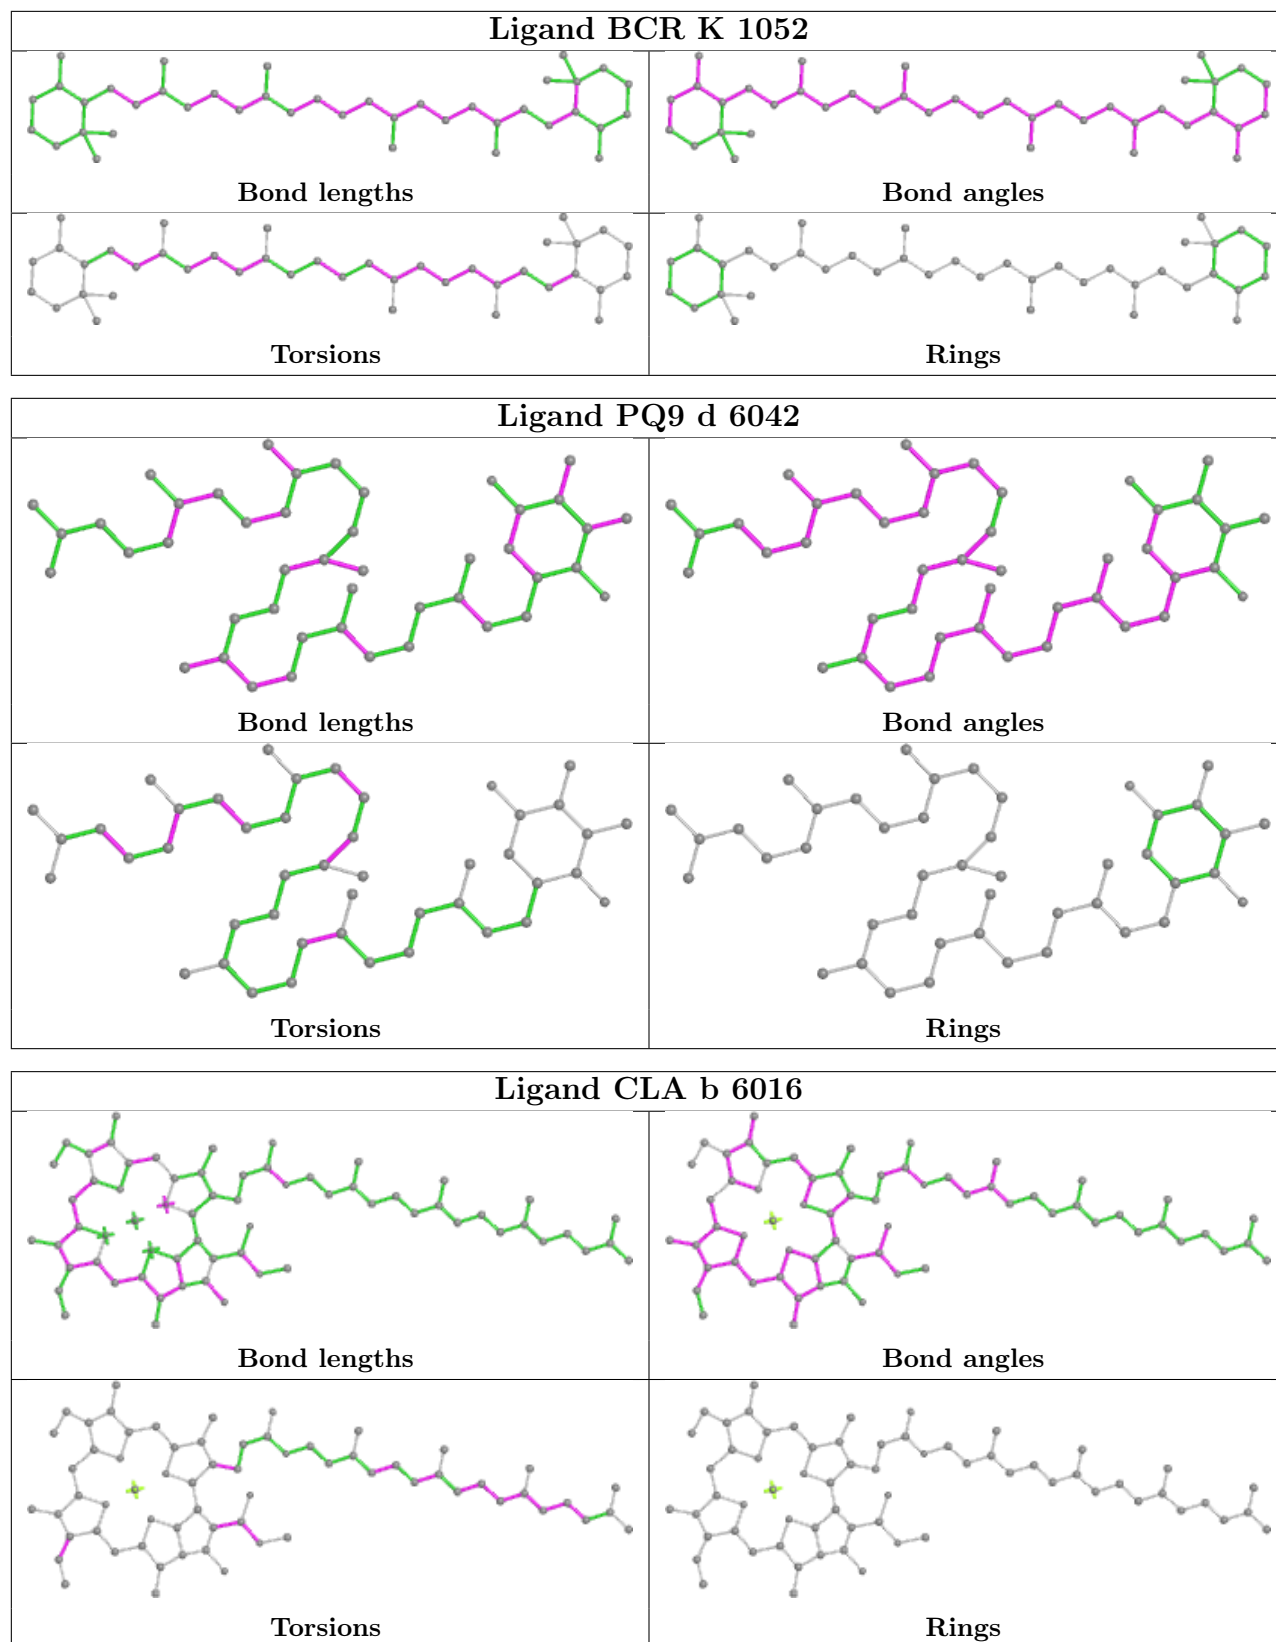 Ligand BCR K 1052
Bond lengths
Bond angles
Torsions
Rings
Ligand PQ9 d 6042
Bond lengths
Bond angles
Torsions
Rings
Ligand CLA b 6016
Bond lengths
Bond angles
Torsions
Rings